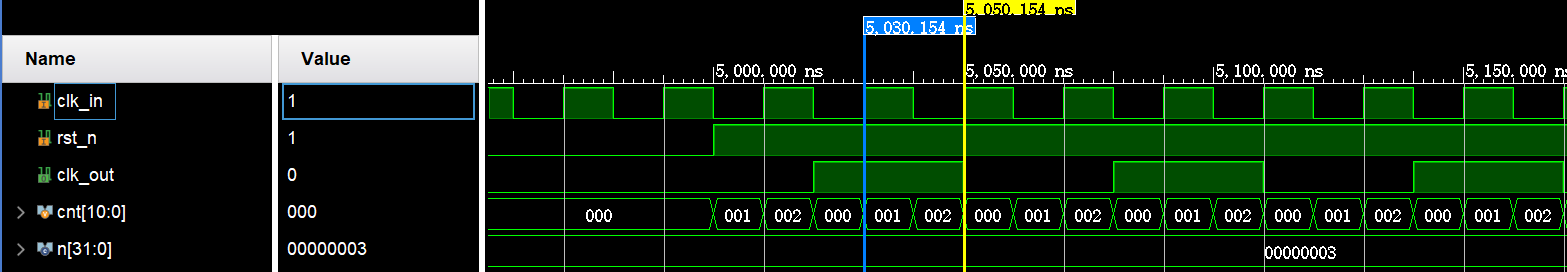 5,050.154 ns
5,030.154 ns
Name Value
5,000.000 ns 5,050.000 ns 5,100.000 ns 5,150.000 ns
clk_in 1
rst_n 1
clk_out 0
cnt[10:0] 000 000 001 002 000 001 002 000 001 002 000 001 002 000 001 002 000 001 002
n[31:0] 00000003 00000003